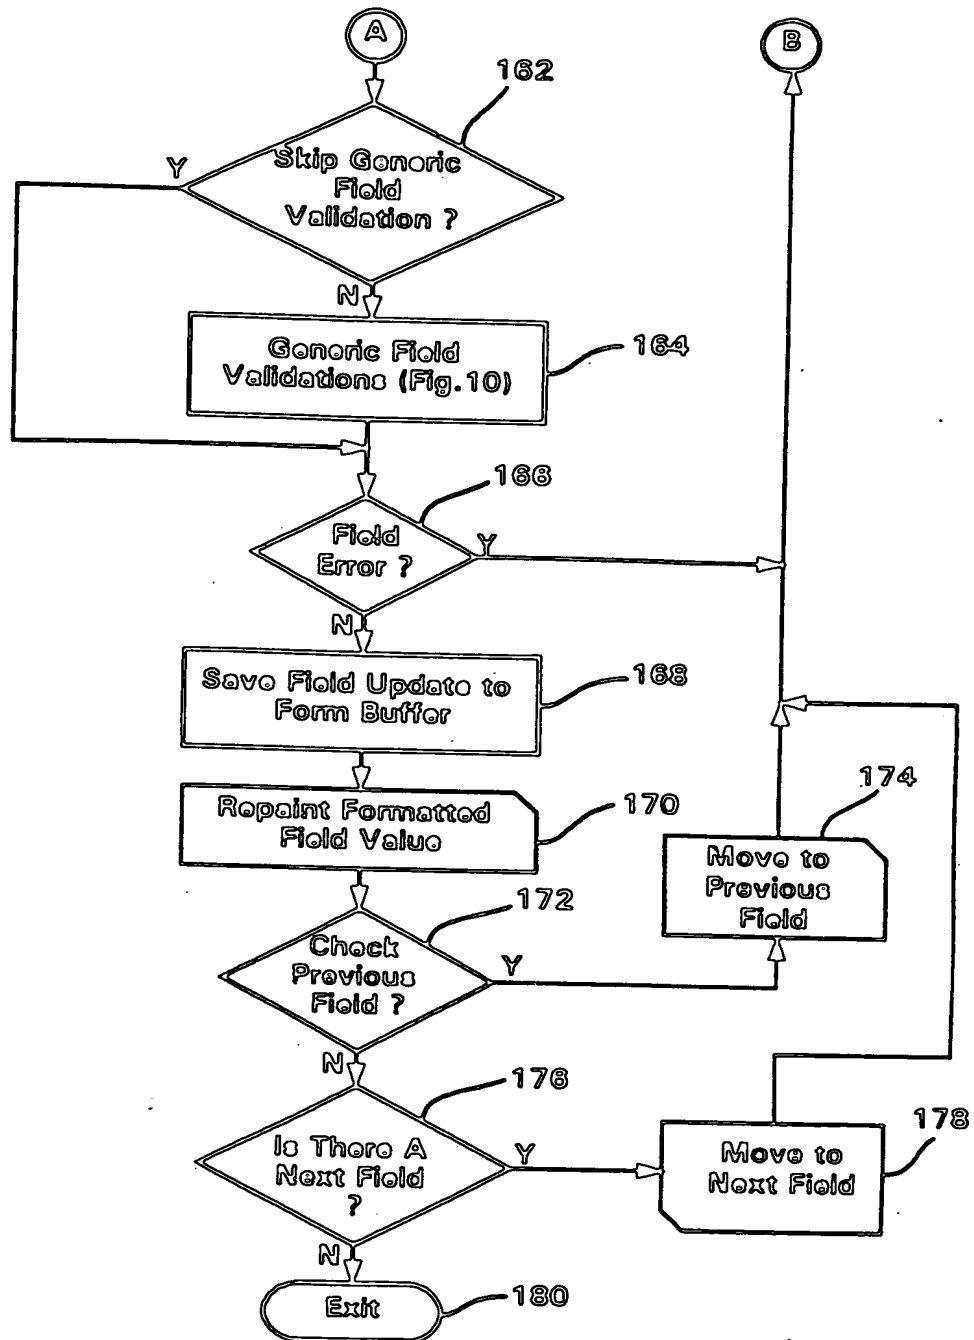 A
B
162
Y
Skip Generic
Field
Validation ?
N
Generic Field
Validations (Fig.10)
164
166
Field
Error ?
Y
N
Save Field Update to
Form Buffer
168
Repaint Formatted
Field Value
170
174
Move to
Previous
Field
172
Check
Previous
Field ?
Y
N
176
Is There A
Next Field
?
Y
Move to
Next Field
178
N
Exit
180